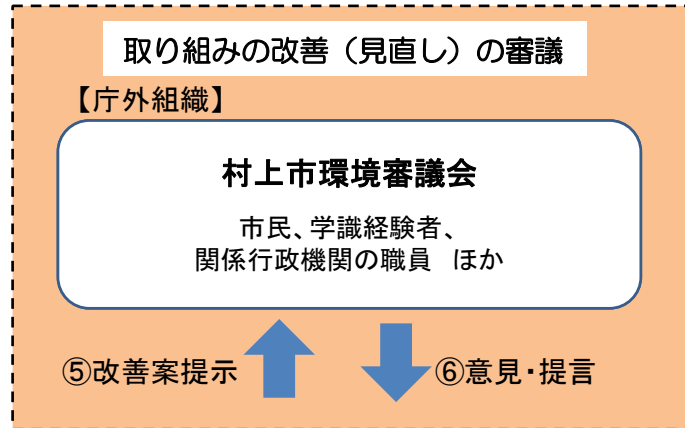 取り組みの改善（見直し）の審議
【庁外組織】
村上市環境審議会
市民、学識経験者、
関係行政機関の職員　ほか
⑤改善案提示
⑥意見・提言